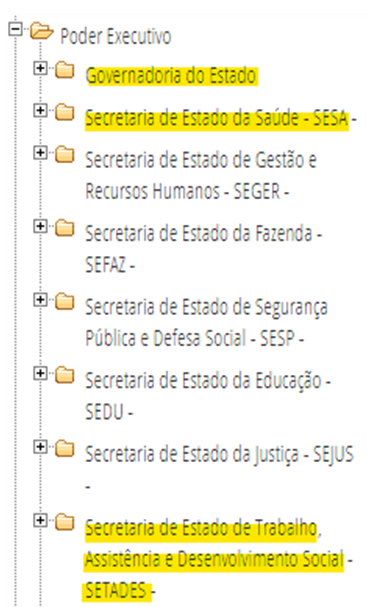 Poder Executivo
Governadoria do Estado
Secretaria de Estado da Saúde - SESA -
Secretaria de Estado de Gestão e
Recursos Humanos - SEGER -
Secretaria de Estado da Fazenda -
SEFAZ -
Secretaria de Estado de Segurança
Pública e Defesa Social - SESP -
Secretaria de Estado da Educação -
SEDU -
Secretaria de Estado da Justiça - SEJUS
-
Secretaria de Estado de Trabalho,
Assistência e Desenvolvimento Social -
SETADES -